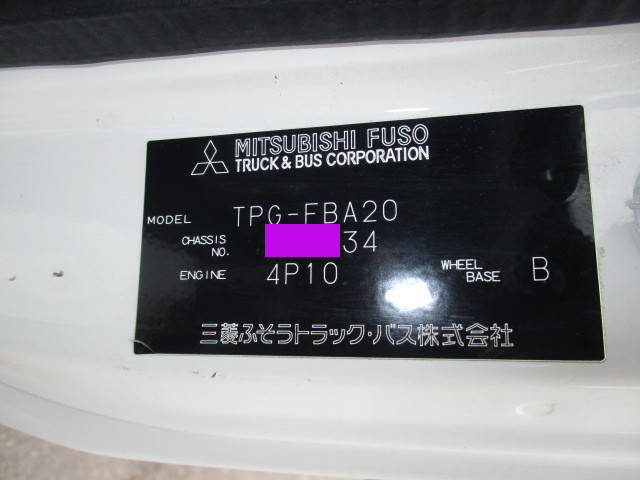 MITSUBISHI FUSO
TRUCK & BUS CORPORATION
MODEL TPG-FBA20
CHASSIS NO. 34
ENGINE 4P10 WHEEL BASE B
三菱ふそうトラック・バス株式会社